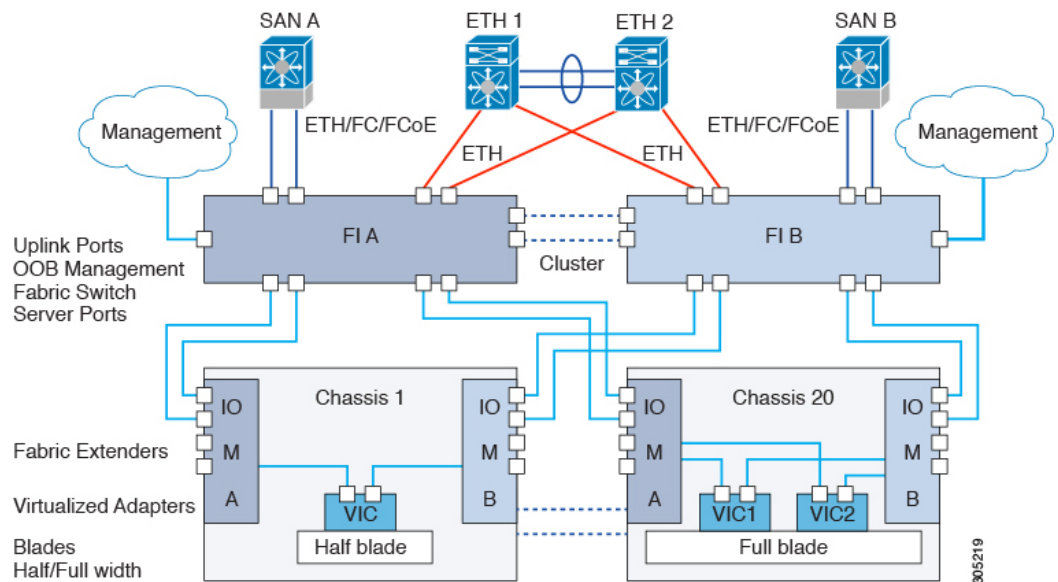 SAN A
ETH 1
ETH 2
SAN B
Management
ETH/FC/FCoE
ETH
ETH
ETH/FC/FCoE
Management
FI A
FI B
Cluster
Uplink Ports
OOB Management
Fabric Switch
Server Ports
Chassis 1
IO
M
A
IO
M
B
VIC
Half blade
Chassis 20
IO
M
A
IO
M
B
VIC1
VIC2
Full blade
Fabric Extenders
Virtualized Adapters
Blades
Half/Full width
305219